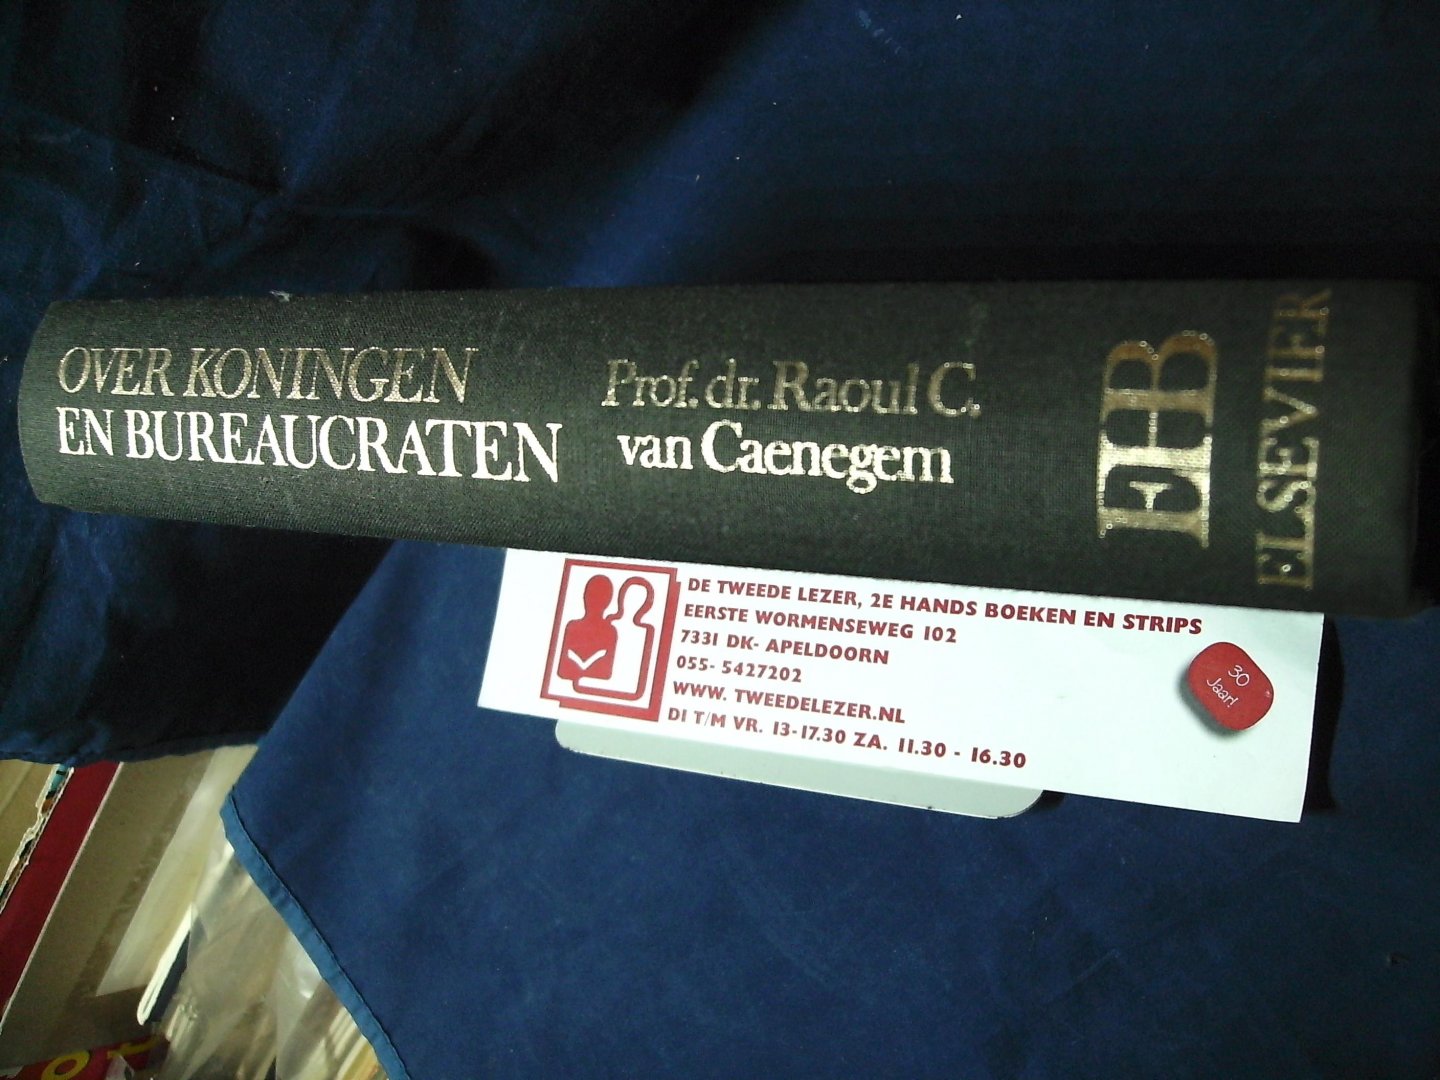 OVER KONINGEN
EN BUREAUCRATEN
Prof. dr. Raoul C.
van Caenegem
EHB
ELSEVIER
DE TWEEDE LEZER, 2E HANDS BOEKEN EN STRIPS
EERSTE WORMENSEWEG 102
7331 DK- APELDOORN
055- 5427202
WWW. TWEEDELEZER.NL
DI T/M VR. 13-17.30 ZA. 11.30 - 16.30
30
Jaar!